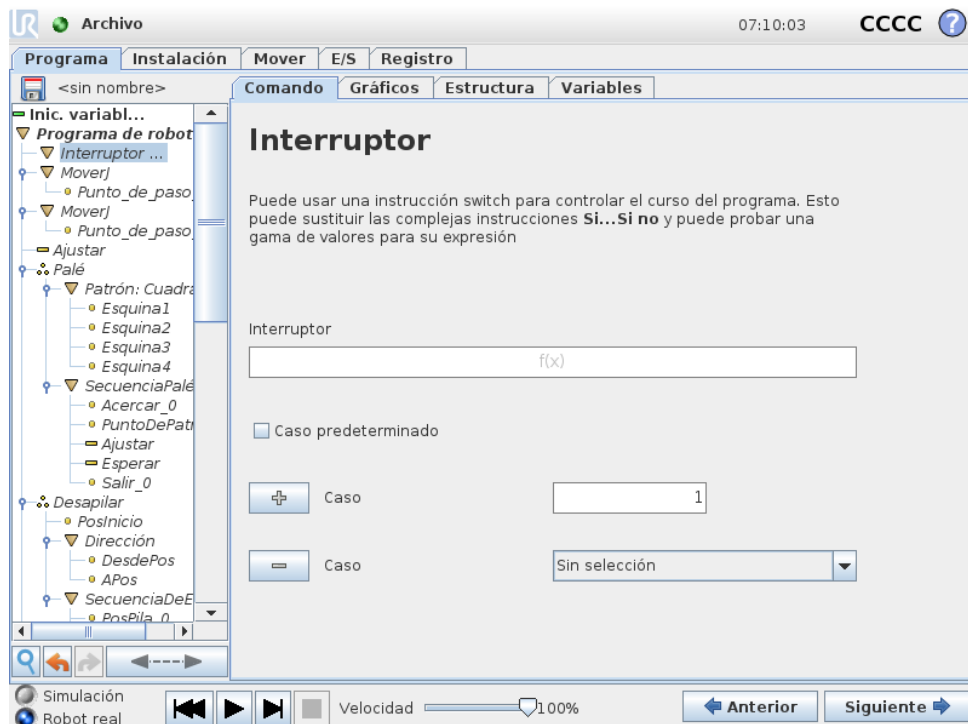 UR
Archivo
07:10:03
CCCC
?
Programa
Instalación
Mover
E/S
Registro
<sin nombre>
Comando
Gráficos
Estructura
Variables
Inic. variabl...
Programa de robot
Interruptor ...
MoverJ
Punto_de_paso_
MoverJ
Punto_de_paso_
Ajustar
Palé
Patrón: Cuadra
Esquina1
Esquina2
Esquina3
Esquina4
SecuenciaPalé
Acercar_0
PuntoDePatr
Ajustar
Esperar
Salir_0
Desapilar
PosInicio
Dirección
DesdePos
APos
SecuenciaDeE
PosPila_0
Interruptor
Puede usar una instrucción switch para controlar el curso del programa. Esto
puede sustituir las complejas instrucciones Si...Si no y puede probar una
gama de valores para su expresión
Interruptor
f(x)
Caso predeterminado
Caso
1
Caso
Sin selección
Simulación
Robot real
Velocidad
100%
Anterior
Siguiente